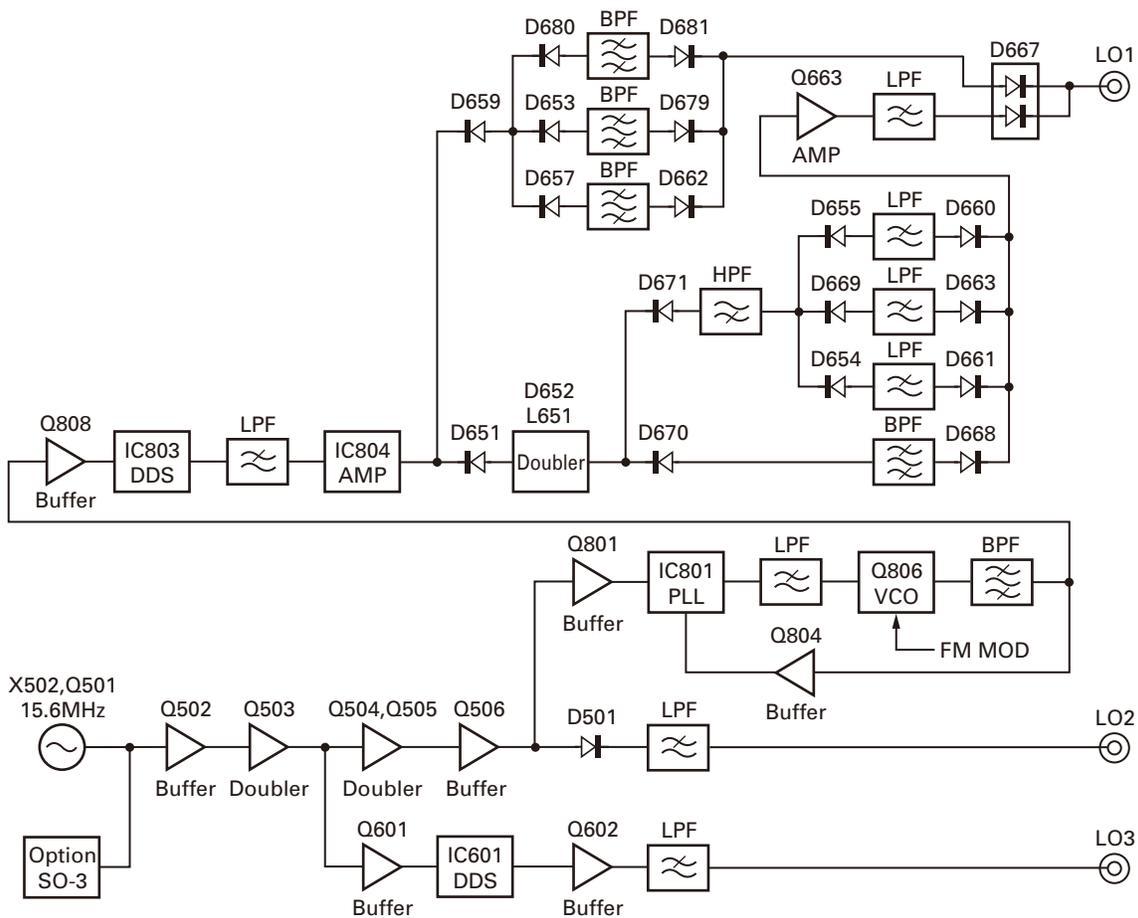 D680
BPF
D681
D667
LO1
D659
D653
BPF
D679
Q663
LPF
AMP
D657
BPF
D662
D655
LPF
D660
D671
HPF
D669
LPF
D663
D654
LPF
D661
D652
L651
Q808
LPF
D651
D670
BPF
D668
IC803
DDS
IC804
AMP
Doubler
Buffer
Q801
IC801
PLL
LPF
Q806
VCO
BPF
Buffer
Q804
FM MOD
Buffer
X502,Q501
15.6MHz
Q502
Q503
Q504,Q505
Q506
D501
LPF
LO2
Buffer
Doubler
Doubler
Buffer
Option
SO-3
Q601
IC601
DDS
Q602
LPF
LO3
Buffer
Buffer